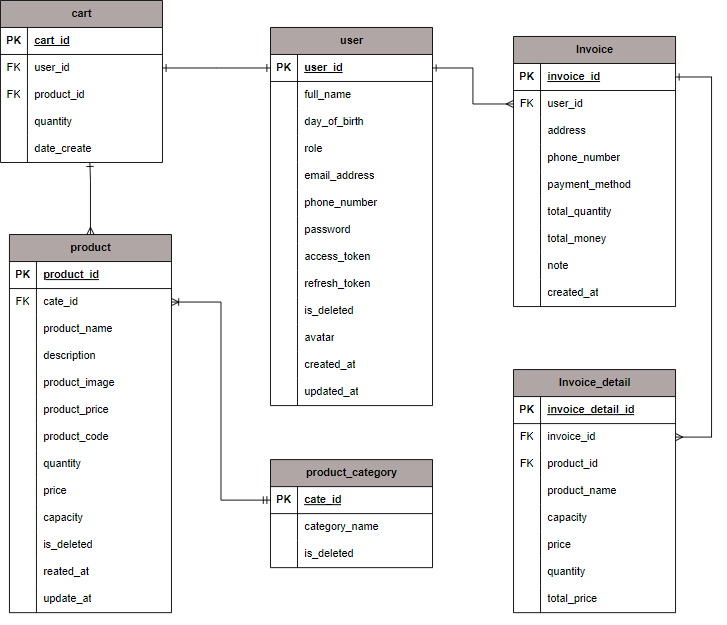 cart
PK cart_id
FK user_id
FK product_id
quantity
date_create
user
PK user_id
full_name
day_of_birth
role
email_address
phone_number
password
access_token
refresh_token
is_deleted
avatar
created_at
updated_at
Invoice
PK invoice_id
FK user_id
address
phone_number
payment_method
total_quantity
total_money
note
created_at
product
PK product_id
FK cate_id
product_name
description
product_image
product_price
product_code
quantity
price
capacity
is_deleted
reated_at
update_at
product_category
PK cate_id
category_name
is_deleted
Invoice_detail
PK invoice_detail_id
FK invoice_id
FK product_id
product_name
capacity
price
quantity
total_price